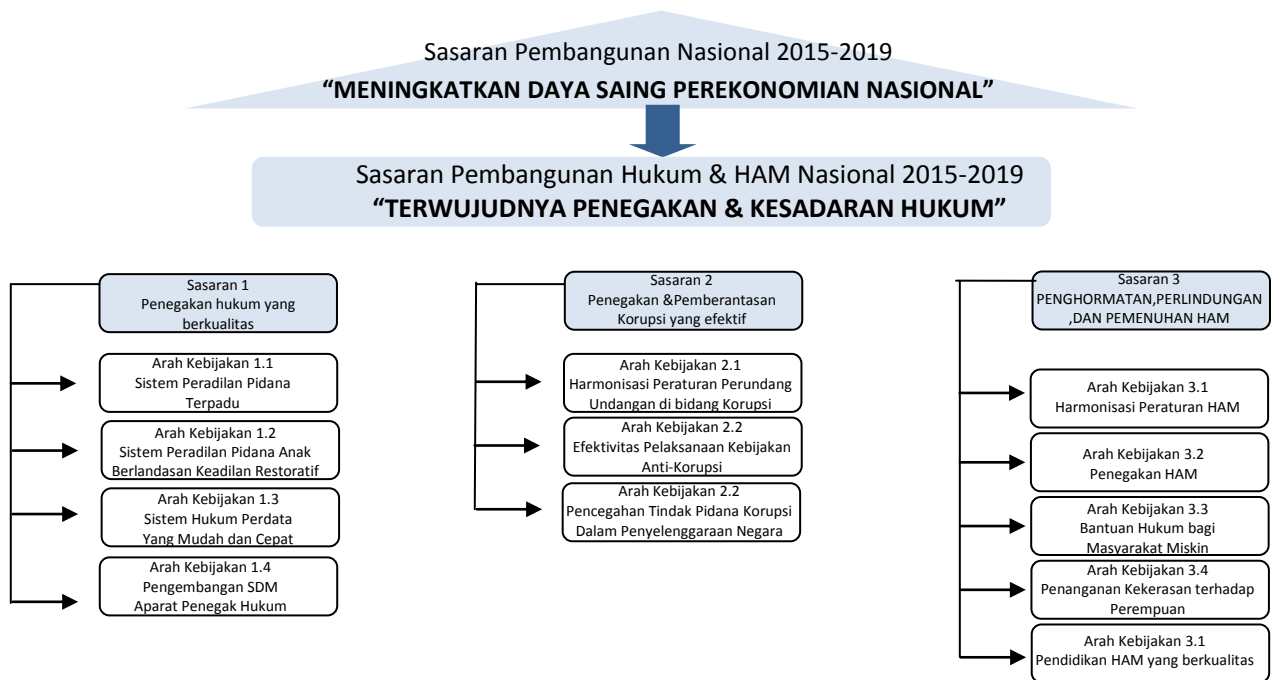 Sasaran Pembangunan Nasional 2015-2019
“MENINGKATKAN DAYA SAING PEREKONOMIAN NASIONAL”
Sasaran Pembangunan Hukum & HAM Nasional 2015-2019
“TERWUJUDNYA PENEGAKAN & KESADARAN HUKUM”
Sasaran 1
Penegakan hukum yang
berkualitas
Arah Kebijakan 1.1
Sistem Peradilan Pidana
Terpadu
Arah Kebijakan 1.2
Sistem Peradilan Pidana Anak
Berlandasan Keadilan Restoratif
Arah Kebijakan 1.3
Sistem Hukum Perdata
Yang Mudah dan Cepat
Arah Kebijakan 1.4
Pengembangan SDM
Aparat Penegak Hukum
Sasaran 2
Penegakan &Pemberantasan
Korupsi yang efektif
Arah Kebijakan 2.1
Harmonisasi Peraturan Perundang
Undangan di bidang Korupsi
Arah Kebijakan 2.2
Efektivitas Pelaksanaan Kebijakan
Anti-Korupsi
Arah Kebijakan 2.2
Pencegahan Tindak Pidana Korupsi
Dalam Penyelenggaraan Negara
Sasaran 3
PENGHORMATAN,PERLINDUNGAN
,DAN PEMENUHAN HAM
Arah Kebijakan 3.1
Harmonisasi Peraturan HAM
Arah Kebijakan 3.2
Penegakan HAM
Arah Kebijakan 3.3
Bantuan Hukum bagi
Masyarakat Miskin
Arah Kebijakan 3.4
Penanganan Kekerasan terhadap
Perempuan
Arah Kebijakan 3.1
Pendidikan HAM yang berkualitas